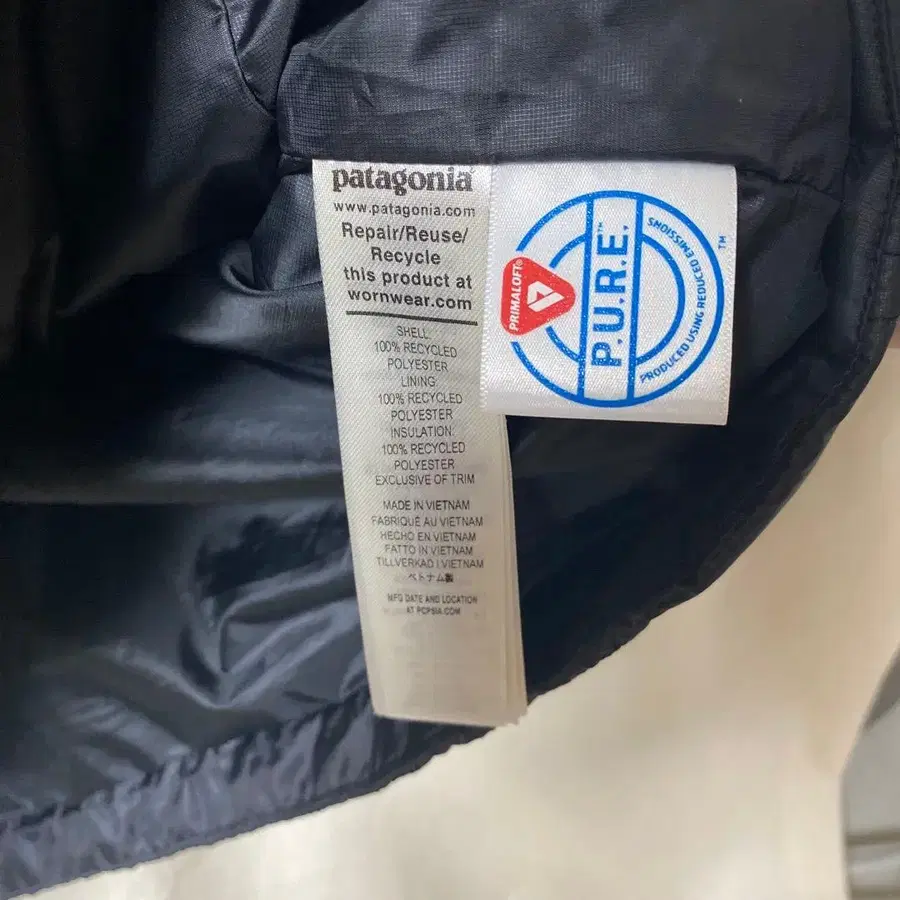 patagonia®
www.patagonia.com
Repair/Reuse/
Recycle
this product at
wornwear.com
SHELL:
100% RECYCLED
POLYESTER
LINING:
100% RECYCLED
POLYESTER
INSULATION:
100% RECYCLED
POLYESTER
EXCLUSIVE OF TRIM
MADE IN VIETNAM
FABRIQUÉ AU VIETNAM
HECHO EN VIETNAM
FATTO IN VIETNAM
TILLVERKAD I VIETNAM
ベトナム製
MFG DATE AND LOCATION
AT PCPSIA.COM
PRIMALOFT®
P.U.R.E.™
PRODUCED USING REDUCED EMISSIONS™